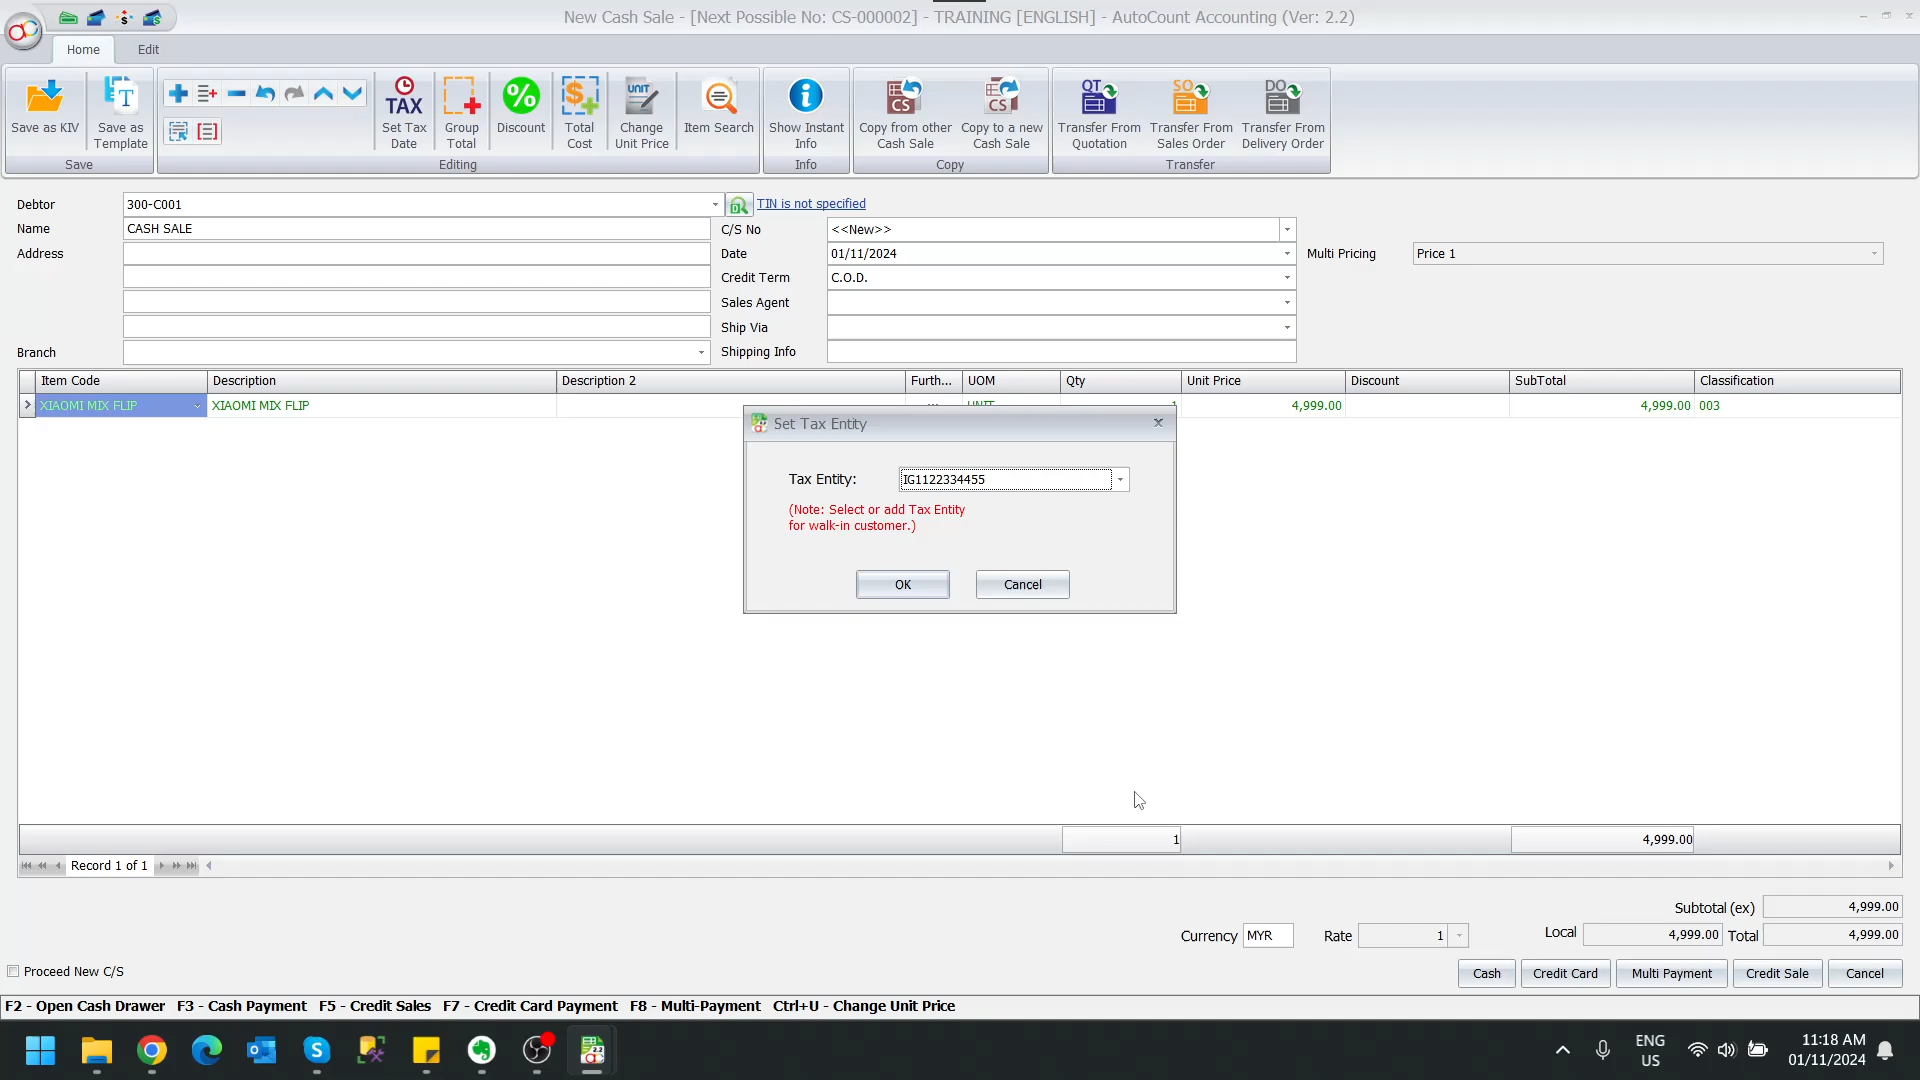 New Cash Sale - [Next Possible No: CS-000002] - TRAINING [ENGLISH] - AutoCount Accounting (Ver: 2.2)
Home Edit
Save as KIV
Save as
Template
Save
TAX
Set Tax
Date
Group
Total
Discount
Total
Cost
UNIT
Change
Unit Price
Item Search
Editing
Show Instant
Info
Info
CS
Copy from other
Cash Sale
CS
Copy to a new
Cash Sale
Copy
QT
Transfer From
Quotation
SO
Transfer From
Sales Order
DO
Transfer From
Delivery Order
Transfer
Debtor 300-C001 TIN is not specified
Name CASH SALE C/S No <<New>>
Address Date 01/11/2024 Multi Pricing Price 1
Credit Term C.O.D.
Sales Agent
Ship Via
Branch Shipping Info
Item Code Description Description 2 Furth... UOM Qty Unit Price Discount SubTotal Classification
XIAOMI MIX FLIP XIAOMI MIX FLIP ... UNIT 1 4,999.00 4,999.00 003
Set Tax Entity
Tax Entity: IG1122334455
(Note: Select or add Tax Entity
for walk-in customer.)
OK Cancel
1 4,999.00
Record 1 of 1
Subtotal (ex) 4,999.00
Currency MYR Rate 1 Local 4,999.00 Total 4,999.00
Proceed New C/S
Cash Credit Card Multi Payment Credit Sale Cancel
F2 - Open Cash Drawer F3 - Cash Payment F5 - Credit Sales F7 - Credit Card Payment F8 - Multi-Payment Ctrl+U - Change Unit Price
ENG
US
11:18 AM
01/11/2024